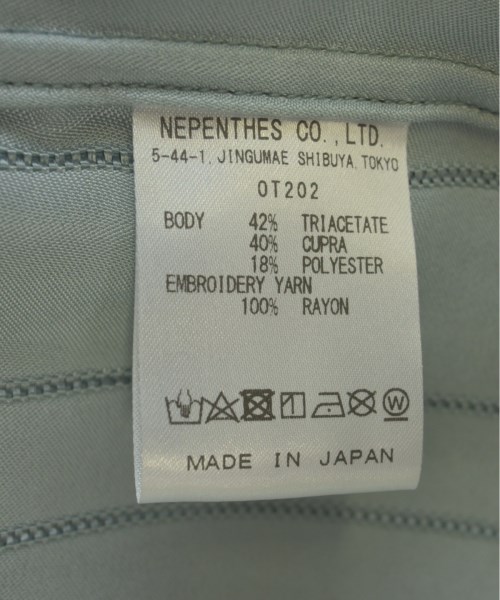 NEPENTHES CO.,LTD.
5-44-1, JINGUMAE SHIBUYA, TOKYO
OT202
BODY 42% TRIACETATE
40% CUPRA
18% POLYESTER
EMBROIDERY YARN
100% RAYON
W
MADE IN JAPAN